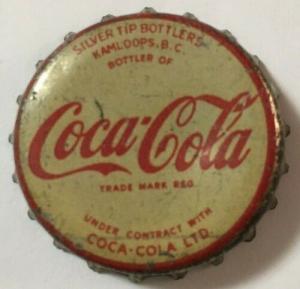 SILVER TIP BOTTLERS
KAMLOOPS, B.C.
BOTTLER OF
Coca-Cola
TRADE MARK REG.
UNDER CONTRACT WITH
COCA-COLA LTD.